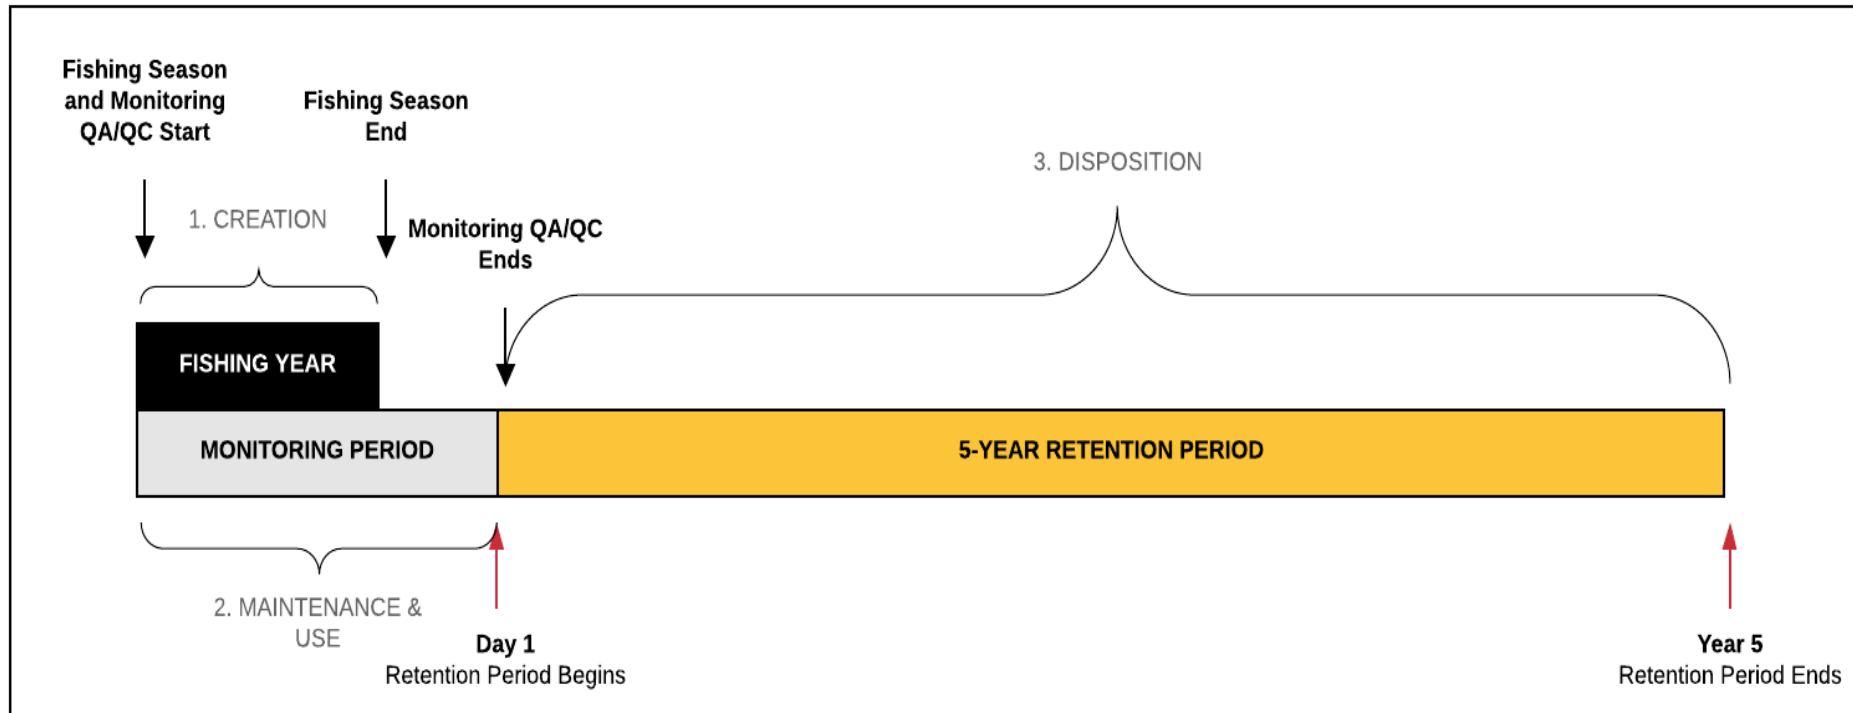 Fishing Season
and Monitoring
QA/QC Start
Fishing Season
End
3. DISPOSITION
1. CREATION
Monitoring QA/QC
Ends
FISHING YEAR
MONITORING PERIOD
5-YEAR RETENTION PERIOD
2. MAINTENANCE &
USE
Day 1
Retention Period Begins
Year 5
Retention Period Ends